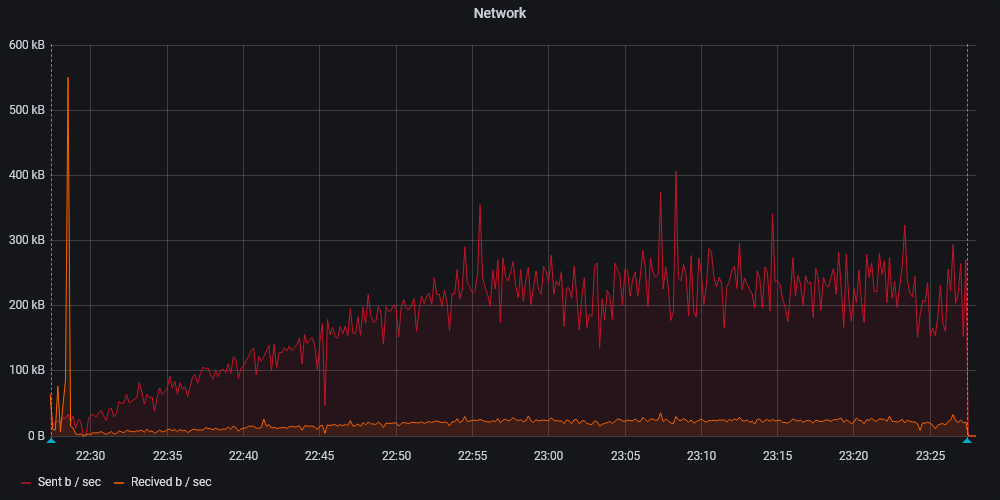 Network
600 kB
500 kB
400 kB
300 kB
200 kB
100 kB
0 B
22:30 22:35 22:40 22:45 22:50 22:55 23:00 23:05 23:10 23:15 23:20 23:25
Sent b / sec Recived b / sec